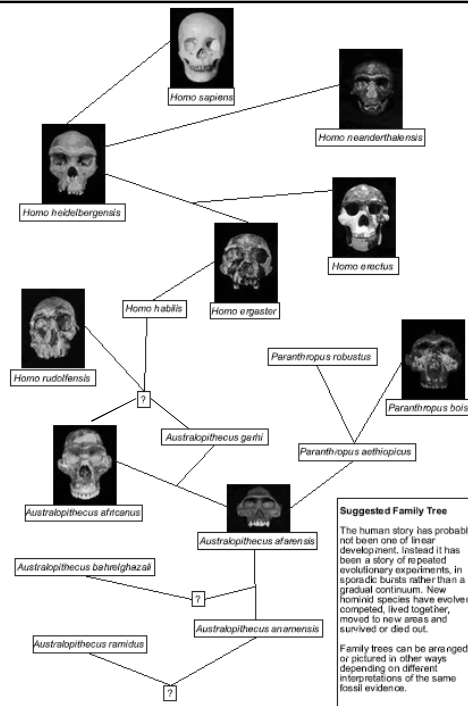 Homo sapiens
Homo neanderthalensis
Homo heidelbergensis
Homo erectus
Homo habilis
Homo ergaster
Paranthropus robustus
Homo rudolfensis
?
Paranthropus bois
Australopithecus garhi
Paranthropus aethiopicus
Australopithecus africanus
Australopithecus afarensis
Australopithecus bahrelghazali
?
Australopithecus anamensis
Australopithecus ramidus
?
Suggested Family Tree
The human story has probabl
not been one of linear
development. Instead it has
been a story of repeated
evolutionary experiments, in
sporadic bursts rather than a
gradual continuum. New
hominid species have evolved
competed, lived together,
moved to new areas and
survived or died out.
Family trees can be arranged
or pictured in other ways
depending on different
interpretations of the same
fossil evidence.